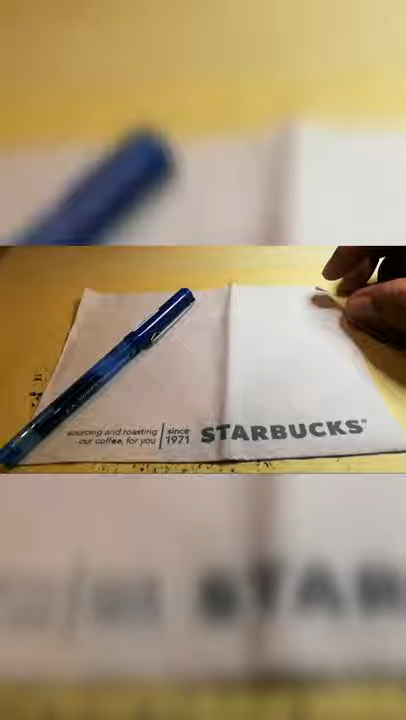 sourcing and roasting
our coffee, for you
since
1971
STARBUCKS®